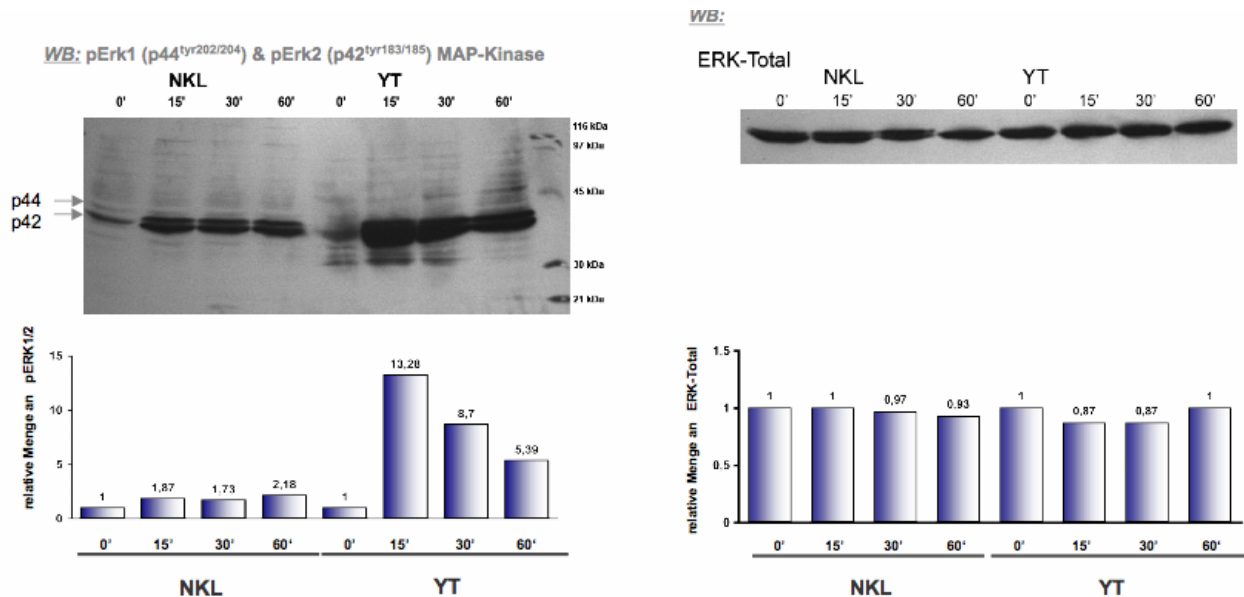 WB: pErk1 (p44tyr202/204) & pErk2 (p42tyr183/185) MAP-Kinase
NKL YT
0' 15' 30' 60' 0' 15' 30' 60'
116 kDa
97 kDa
45 kDa
30 kDa
21 kDa
p44
p42
relative Menge an pERK1/2
15
10
5
0
1 1,87 1,73 2,18 1 13,28 8,7 5,39
0' 15' 30' 60' 0' 15' 30' 60'
NKL YT
WB:
ERK-Total
NKL YT
0' 15' 30' 60' 0' 15' 30' 60'
relative Menge an ERK-Total
1.5
1
0.5
0
1 1 0,97 0.93 1 0,87 0,87 1
0' 15' 30' 60' 0' 15' 30' 60'
NKL YT